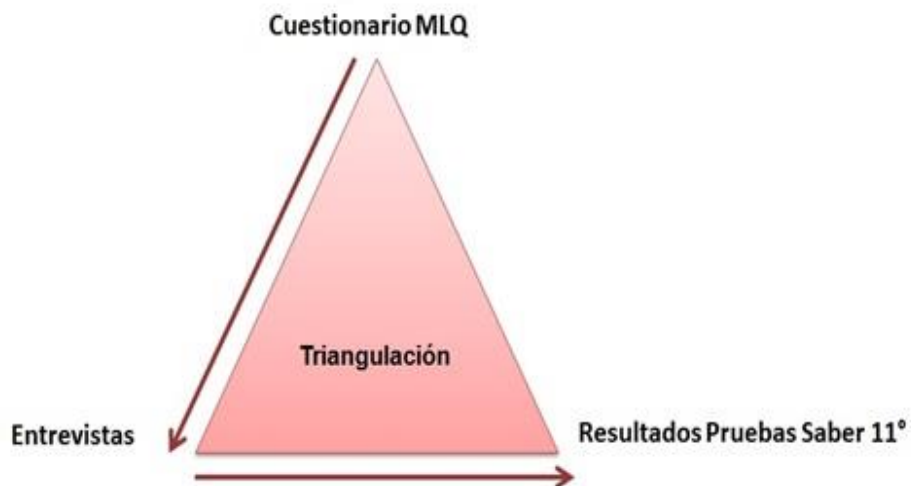 Cuestionario MLQ
Triangulación
Entrevistas
Resultados Pruebas Saber 11°